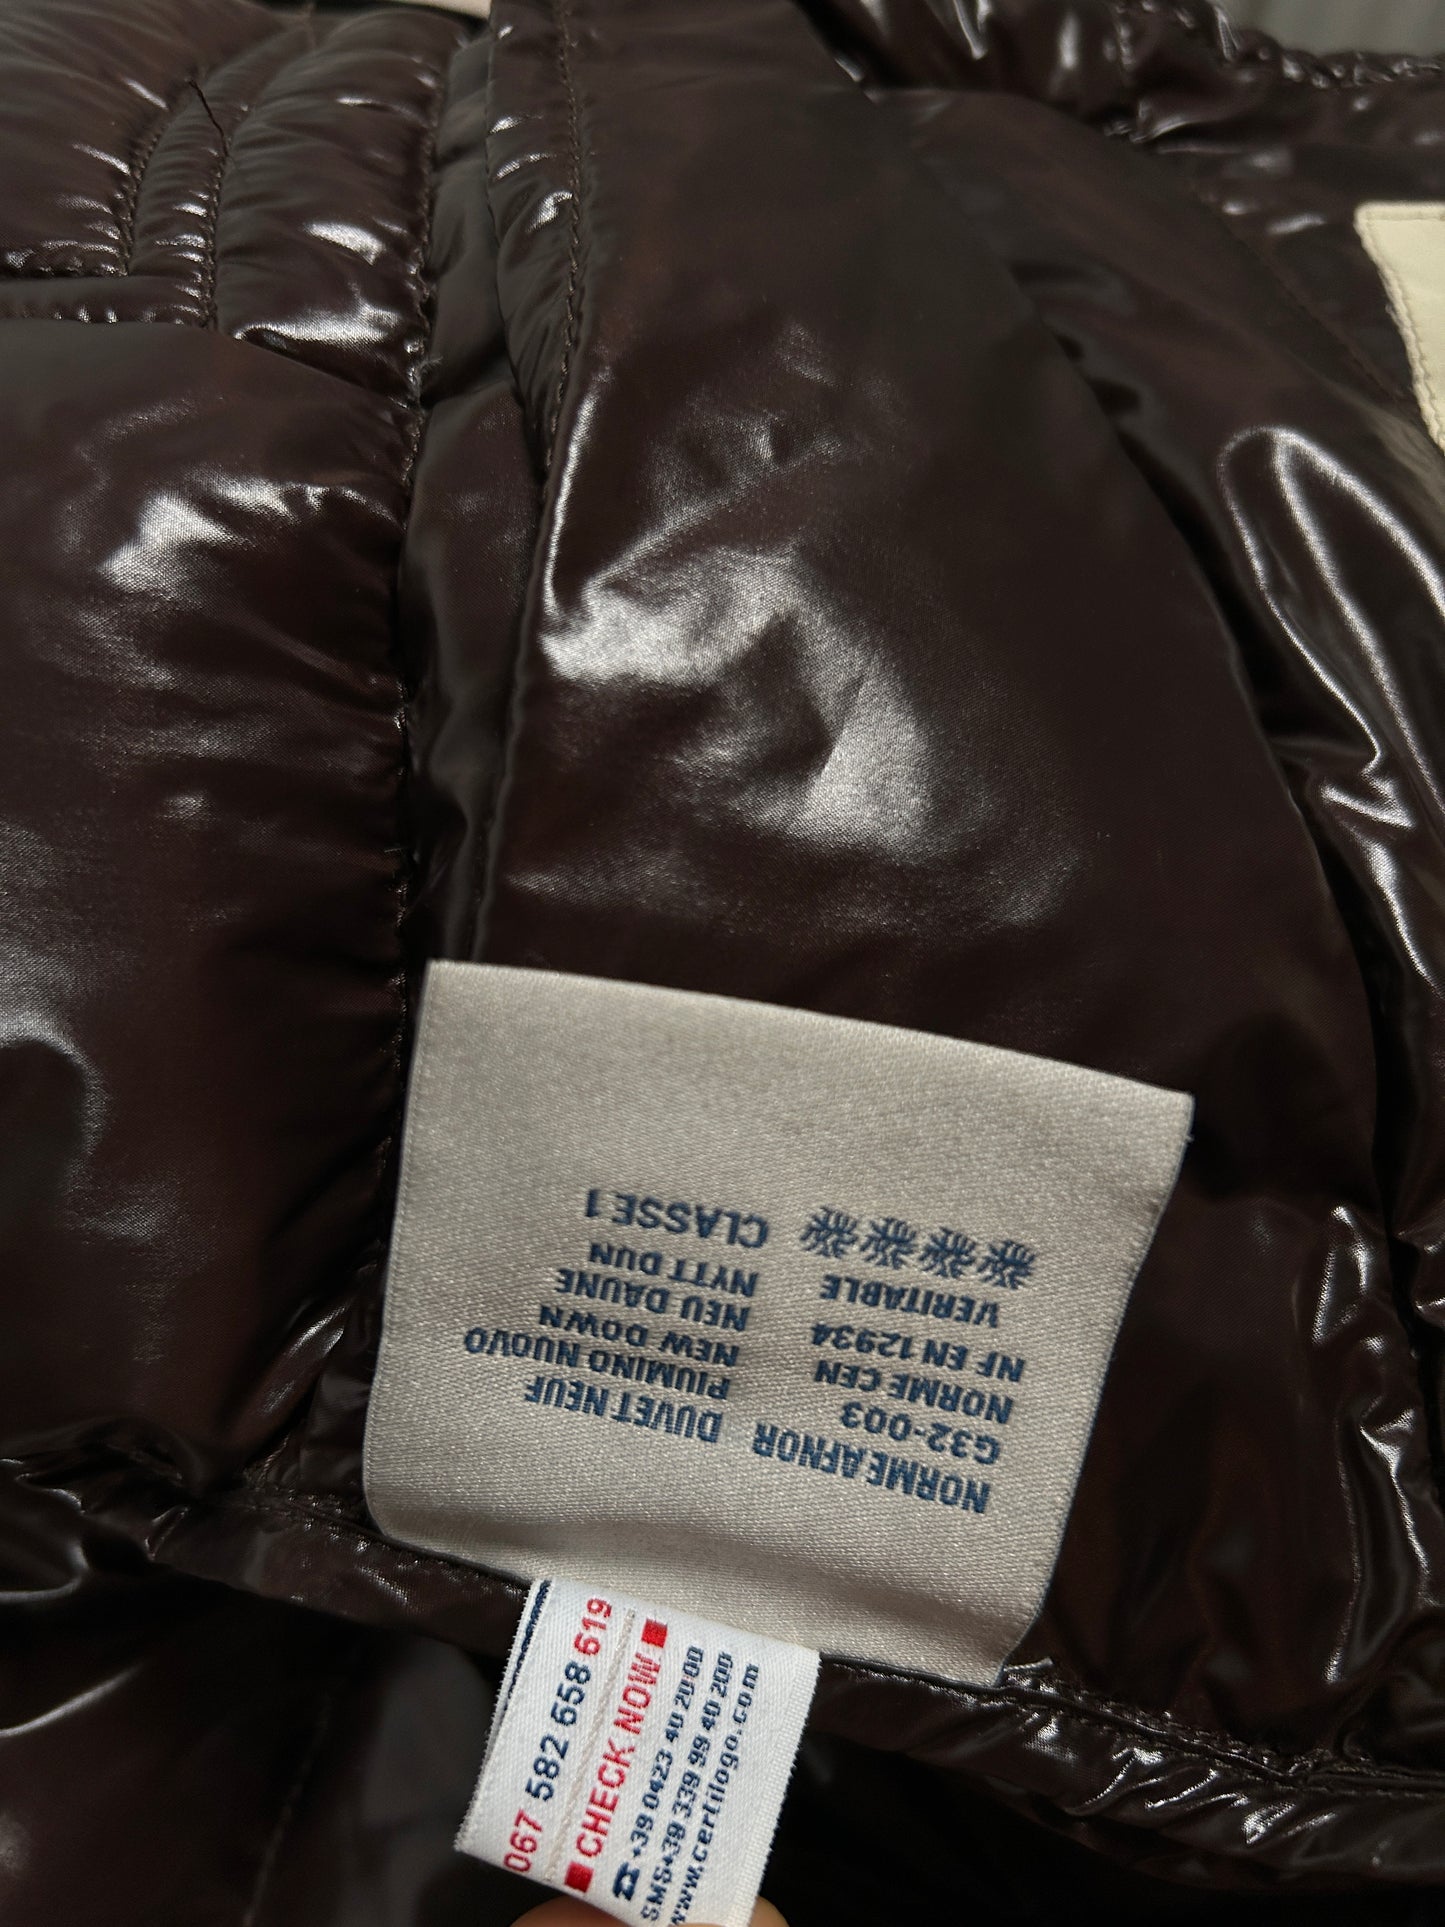 NORME AFNOR
G32-003
NORME CEN
NF EN 12934
VERITABLE
DUVET NEUF
PIUMINO NUOVO
NEW DOWN
NEU DAUNE
NYTT DUN
CLASSE 1
067 582 658 619
CHECK NOW
☎ +39 0423 40 20 00
SMS+39 339 99 40 200
www.certilogo.com